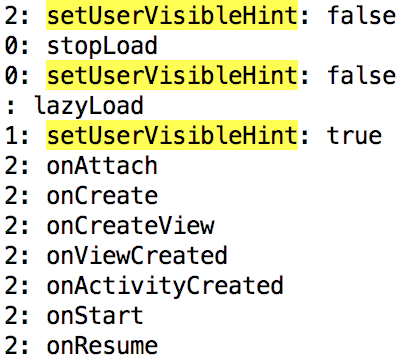 2: setUserVisibleHint: false
0: stopLoad
0: setUserVisibleHint: false
: lazyLoad
1: setUserVisibleHint: true
2: onAttach
2: onCreate
2: onCreateView
2: onViewCreated
2: onActivityCreated
2: onStart
2: onResume